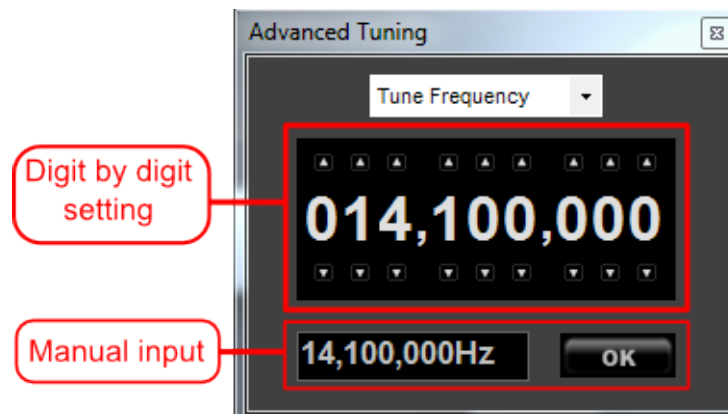 Advanced Tuning
Tune Frequency
Digit by digit
setting
014,100,000
Manual input
14,100,000Hz
OK